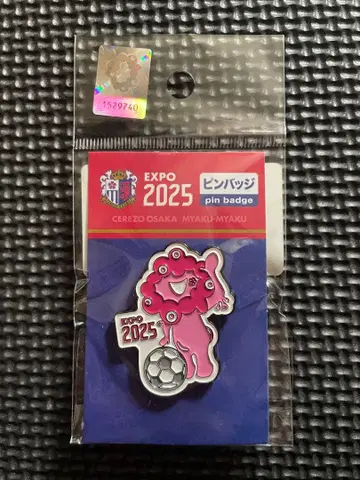 1529740
EXPO
2025
ピンバッジ
pin badge
CEREZO OSAKA MYAKU-MYAKU
EXPO
2025